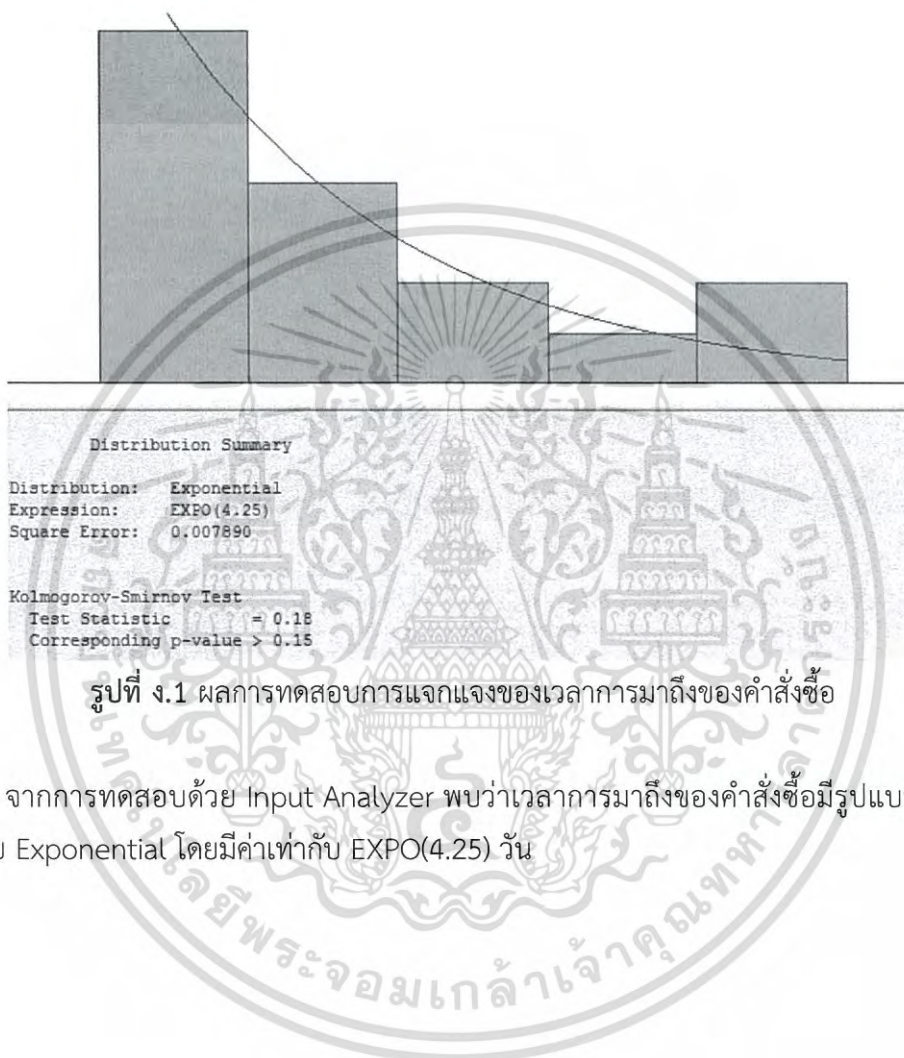 Distribution Summary
Distribution: Exponential
Expression: EXPO(4.25)
Square Error: 0.007890
Kolmogorov-Smirnov Test
Test Statistic = 0.18
Corresponding p-value > 0.15
รูปที่ ง.1 ผลการทดสอบการแจกแจงของเวลาการมาถึงของคำสั่งซื้อ
จากการทดสอบด้วย Input Analyzer พบว่าเวลาการมาถึงของคำสั่งซื้อมีรูปแบ
Exponential โดยมีค่าเท่ากับ EXPO(4.25) วัน